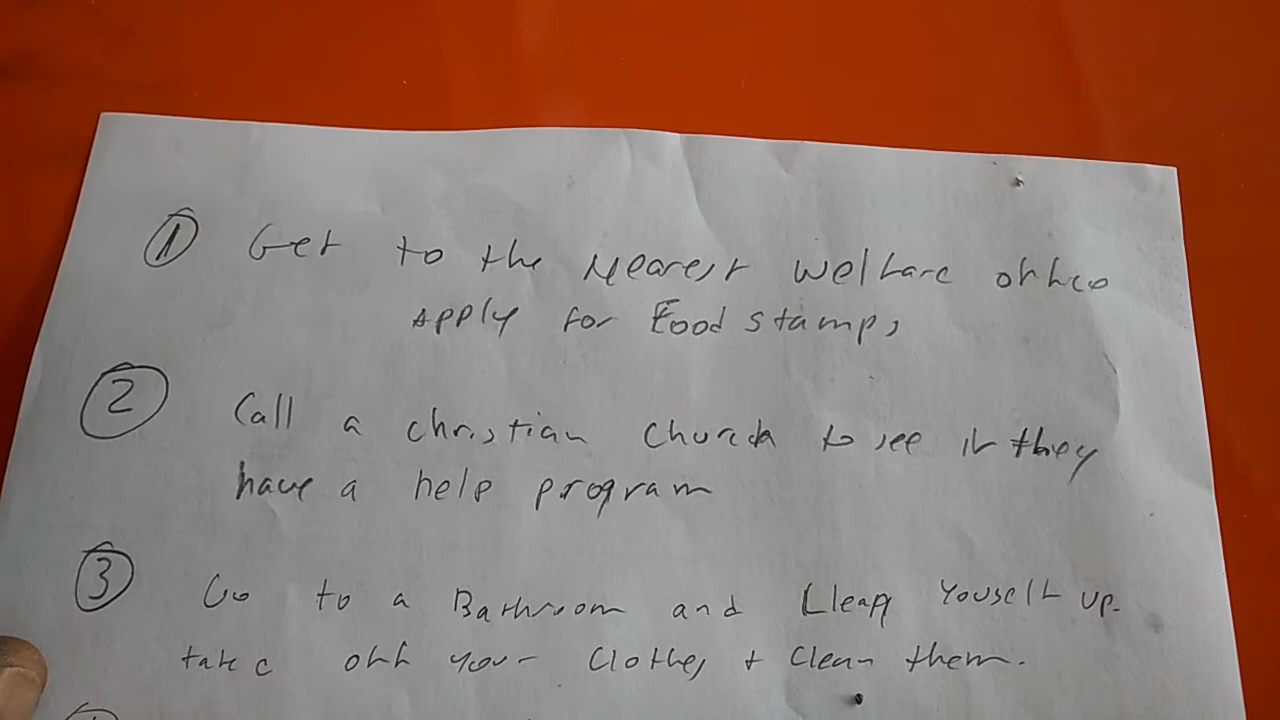 ① Get to the Nearest welfare office
Apply for Food stamps
② Call a christian church to see if they
have a help program
③ Go to a Bathroom and Clean Youself up.
take off your clothes + clean them.